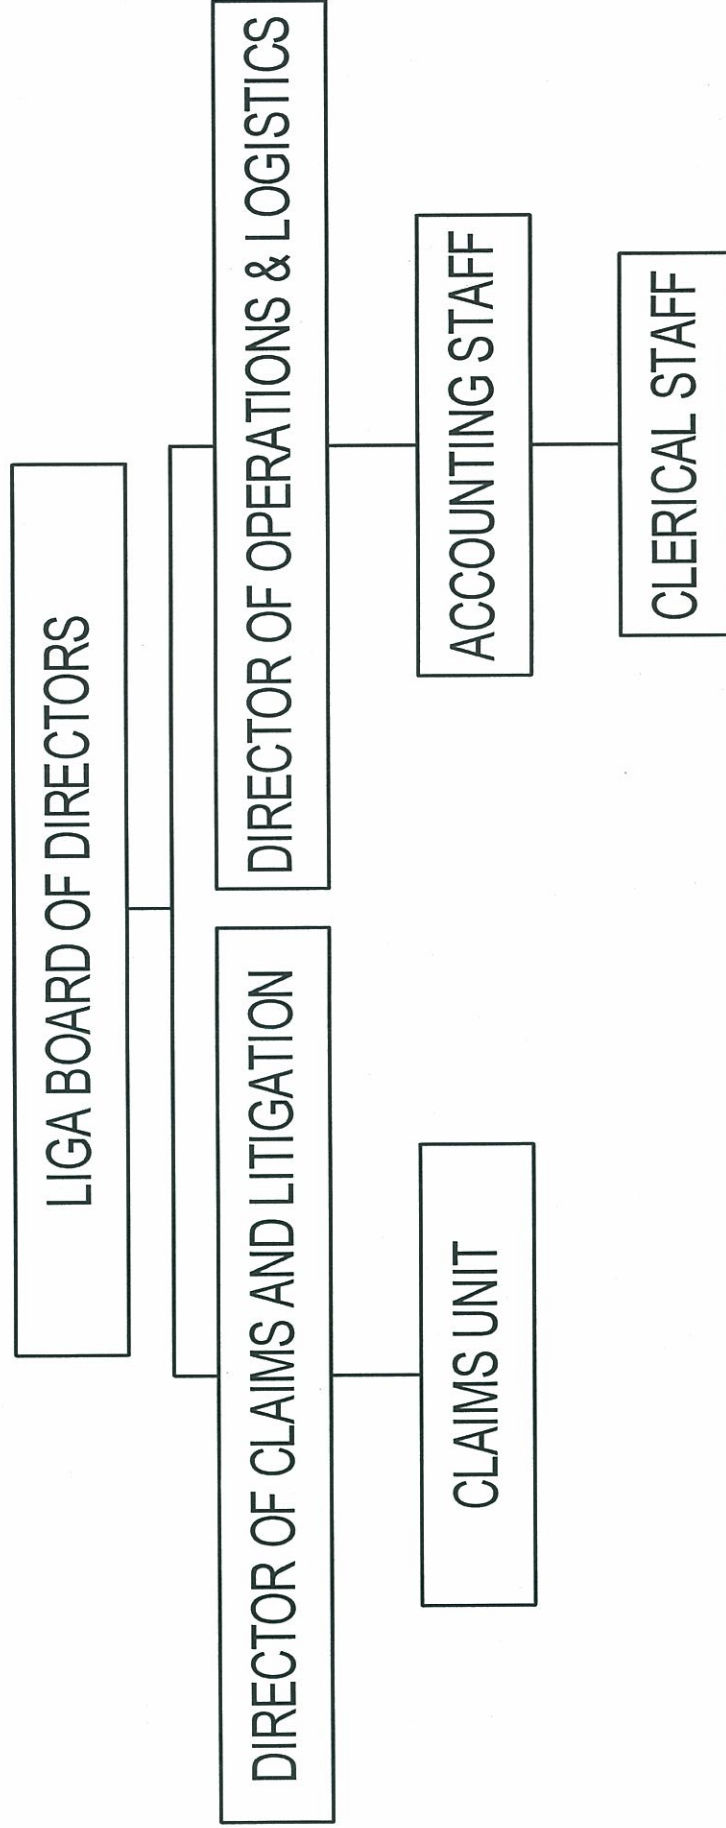 LIGA BOARD OF DIRECTORS
DIRECTOR OF CLAIMS AND LITIGATION
DIRECTOR OF OPERATIONS & LOGISTICS
CLAIMS UNIT
ACCOUNTING STAFF
CLERICAL STAFF